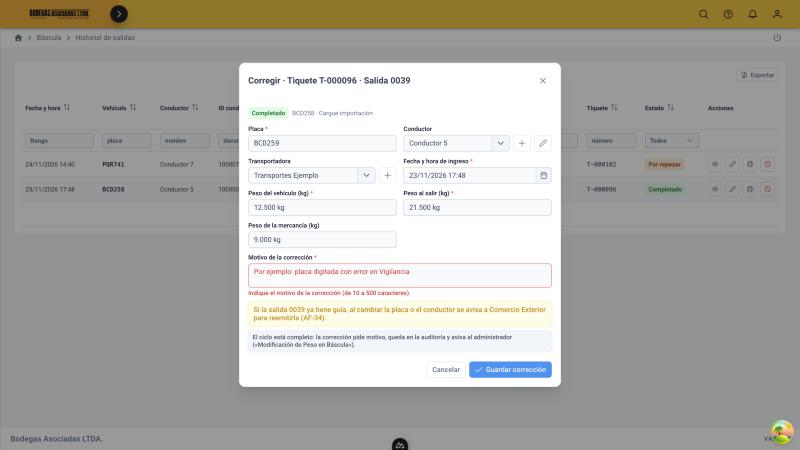 BODEGAS ASOCIADAS LTDA.
Báscula > Historial de salidas
Exportar
Fecha y hora
Vehículo
Conductor
ID cond
Tiquete
Estado
Acciones
Rango
placa
nombre
docur
número
Todos
24/11/2026 14:40
PQR741
Conductor 7
100007
T-000102
Por repesar
23/11/2026 17:48
BCD258
Conductor 5
100000
T-000096
Completado
Corregir · Tiquete T-000096 · Salida 0039
Completado
BCD258 · Cargue importación
Placa *
Conductor
BCD259
Conductor 5
Transportadora
Fecha y hora de ingreso *
Transportes Ejemplo
23/11/2026 17:48
Peso del vehículo (kg) *
Peso al salir (kg) *
12.500 kg
21.500 kg
Peso de la mercancía (kg)
9.000 kg
Motivo de la corrección *
Por ejemplo: placa digitada con error en Vigilancia
Indique el motivo de la corrección (de 10 a 500 caracteres).
Si la salida 0039 ya tiene guía, al cambiar la placa o el conductor se avisa a Comercio Exterior
para reemitirla (AF-34).
El ciclo está completo: la corrección pide motivo, queda en la auditoría y avisa al administrador
(«Modificación de Peso en Báscula»).
Cancelar
Guardar corrección
Bodegas Asociadas LTDA.